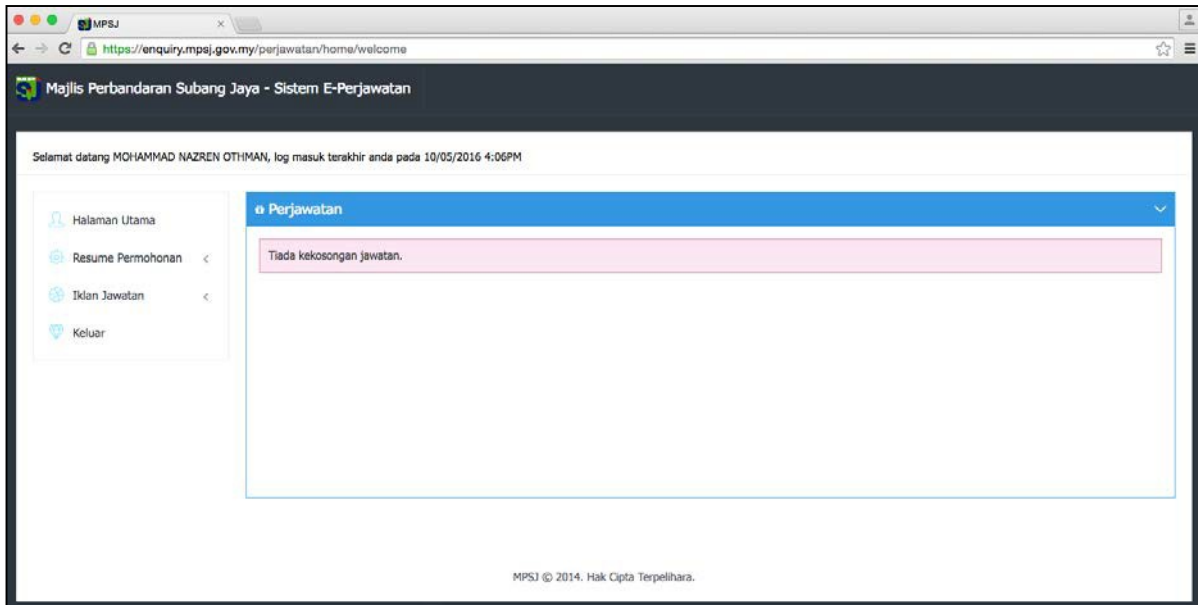 MPSJ
https://enquiry.mpsj.gov.my/perjawatan/home/welcome
Majlis Perbandaran Subang Jaya - Sistem E-Perjawatan
Selamat datang MOHAMMAD NAZREN OTHMAN, log masuk terakhir anda pada 10/05/2016 4:06PM
Halaman Utama
Resume Permohonan
Iklan Jawatan
Keluar
Perjawatan
Tiada kekosongan jawatan.
MPSJ © 2014. Hak Cipta Terpelihara.